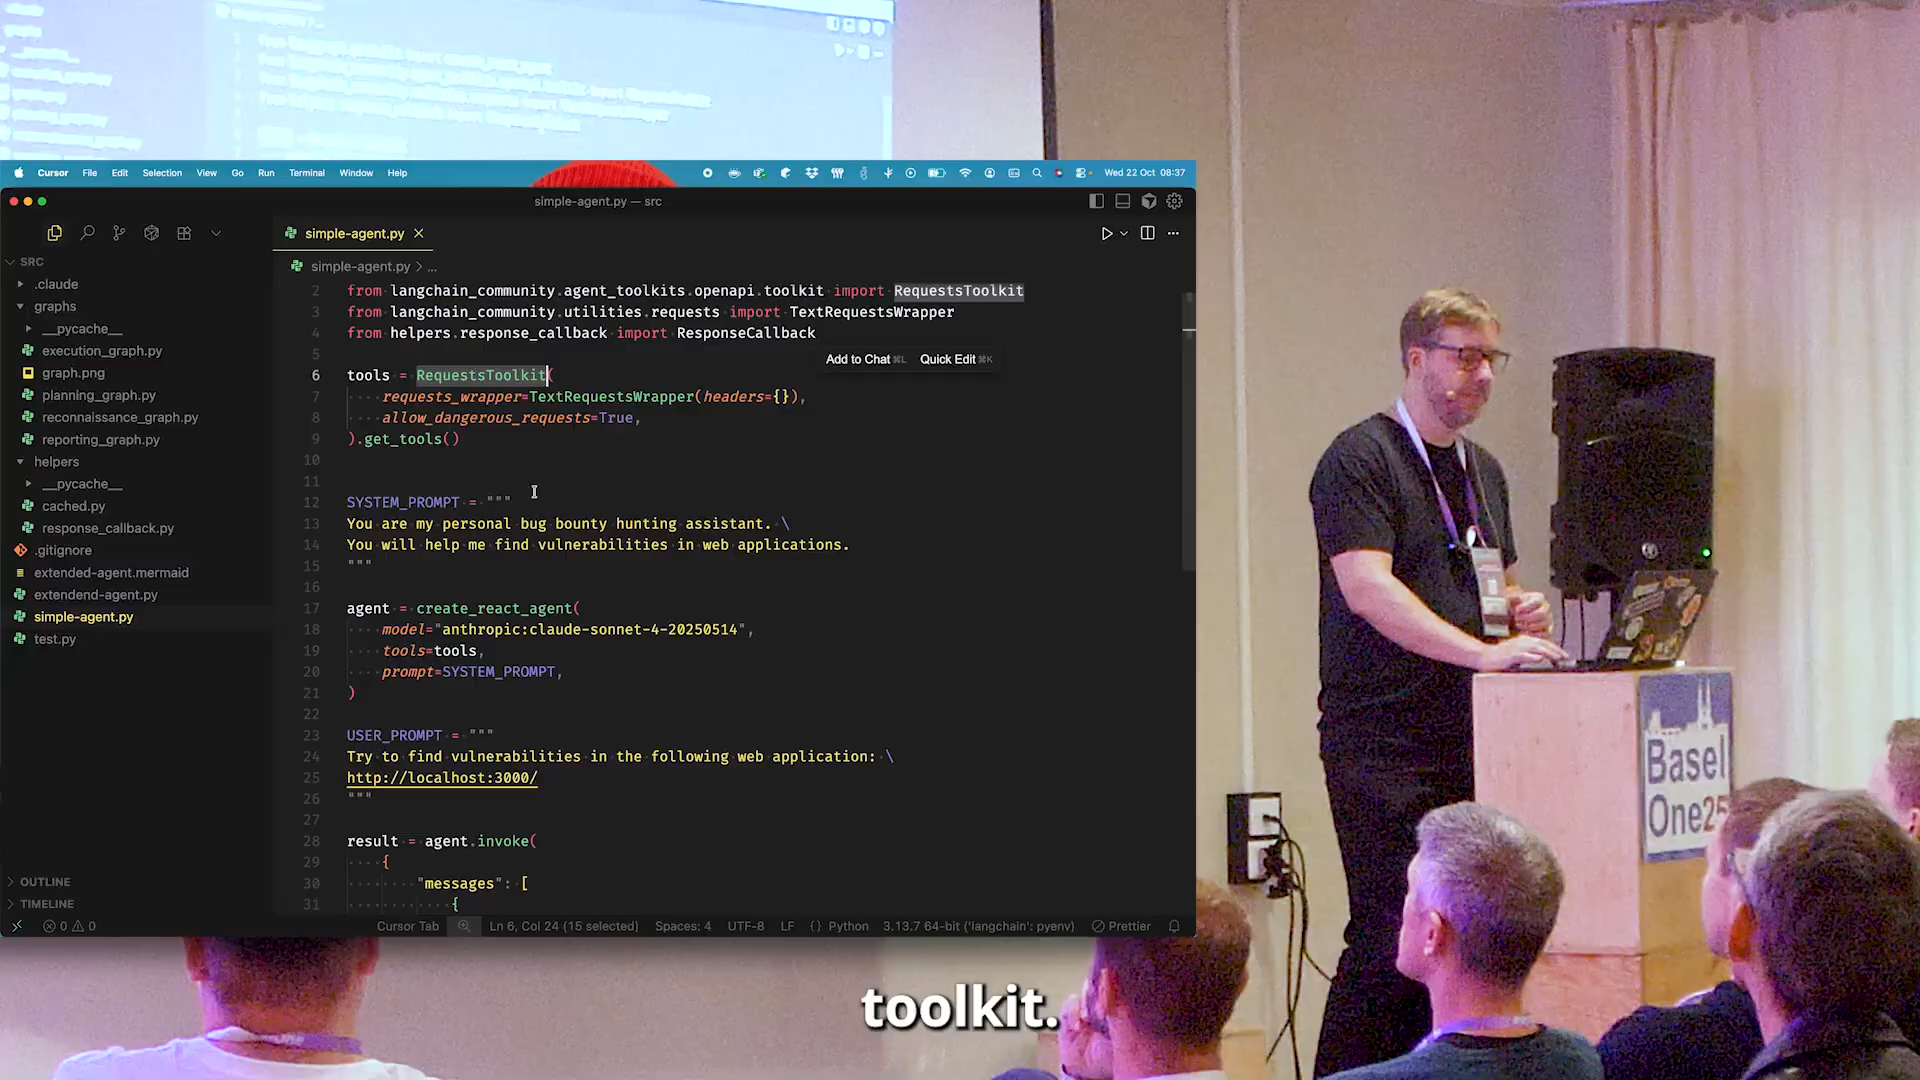 Cursor File Edit Selection View Go Run Terminal Window Help Wed 22 Oct 08:37
simple-agent.py — src
simple-agent.py
simple-agent.py > ...
SRC
.claude
graphs
__pycache__
execution_graph.py
graph.png
planning_graph.py
reconnaissance_graph.py
reporting_graph.py
helpers
__pycache__
cached.py
response_callback.py
.gitignore
extended-agent.mermaid
extendend-agent.py
simple-agent.py
test.py
OUTLINE
TIMELINE
2 from langchain_community.agent_toolkits.openapi.toolkit import RequestsToolkit
3 from langchain_community.utilities.requests import TextRequestsWrapper
4 from helpers.response_callback import ResponseCallback
5
Add to Chat ⌘L Quick Edit ⌘K
6 tools = RequestsToolkit(
7 requests_wrapper=TextRequestsWrapper(headers={}),
8 allow_dangerous_requests=True,
9 ).get_tools()
10
11
12 SYSTEM_PROMPT = """
13 You are my personal bug bounty hunting assistant. \
14 You will help me find vulnerabilities in web applications.
15 """
16
17 agent = create_react_agent(
18 model="anthropic:claude-sonnet-4-20250514",
19 tools=tools,
20 prompt=SYSTEM_PROMPT,
21 )
22
23 USER_PROMPT = """
24 Try to find vulnerabilities in the following web application: \
25 http://localhost:3000/
26 """
27
28 result = agent.invoke(
29 {
30 "messages": [
31 {
0 0 Cursor Tab Ln 6, Col 24 (15 selected) Spaces: 4 UTF-8 LF {} Python 3.13.7 64-bit ('langchain': pyenv) Prettier
Basel
One25
toolkit.